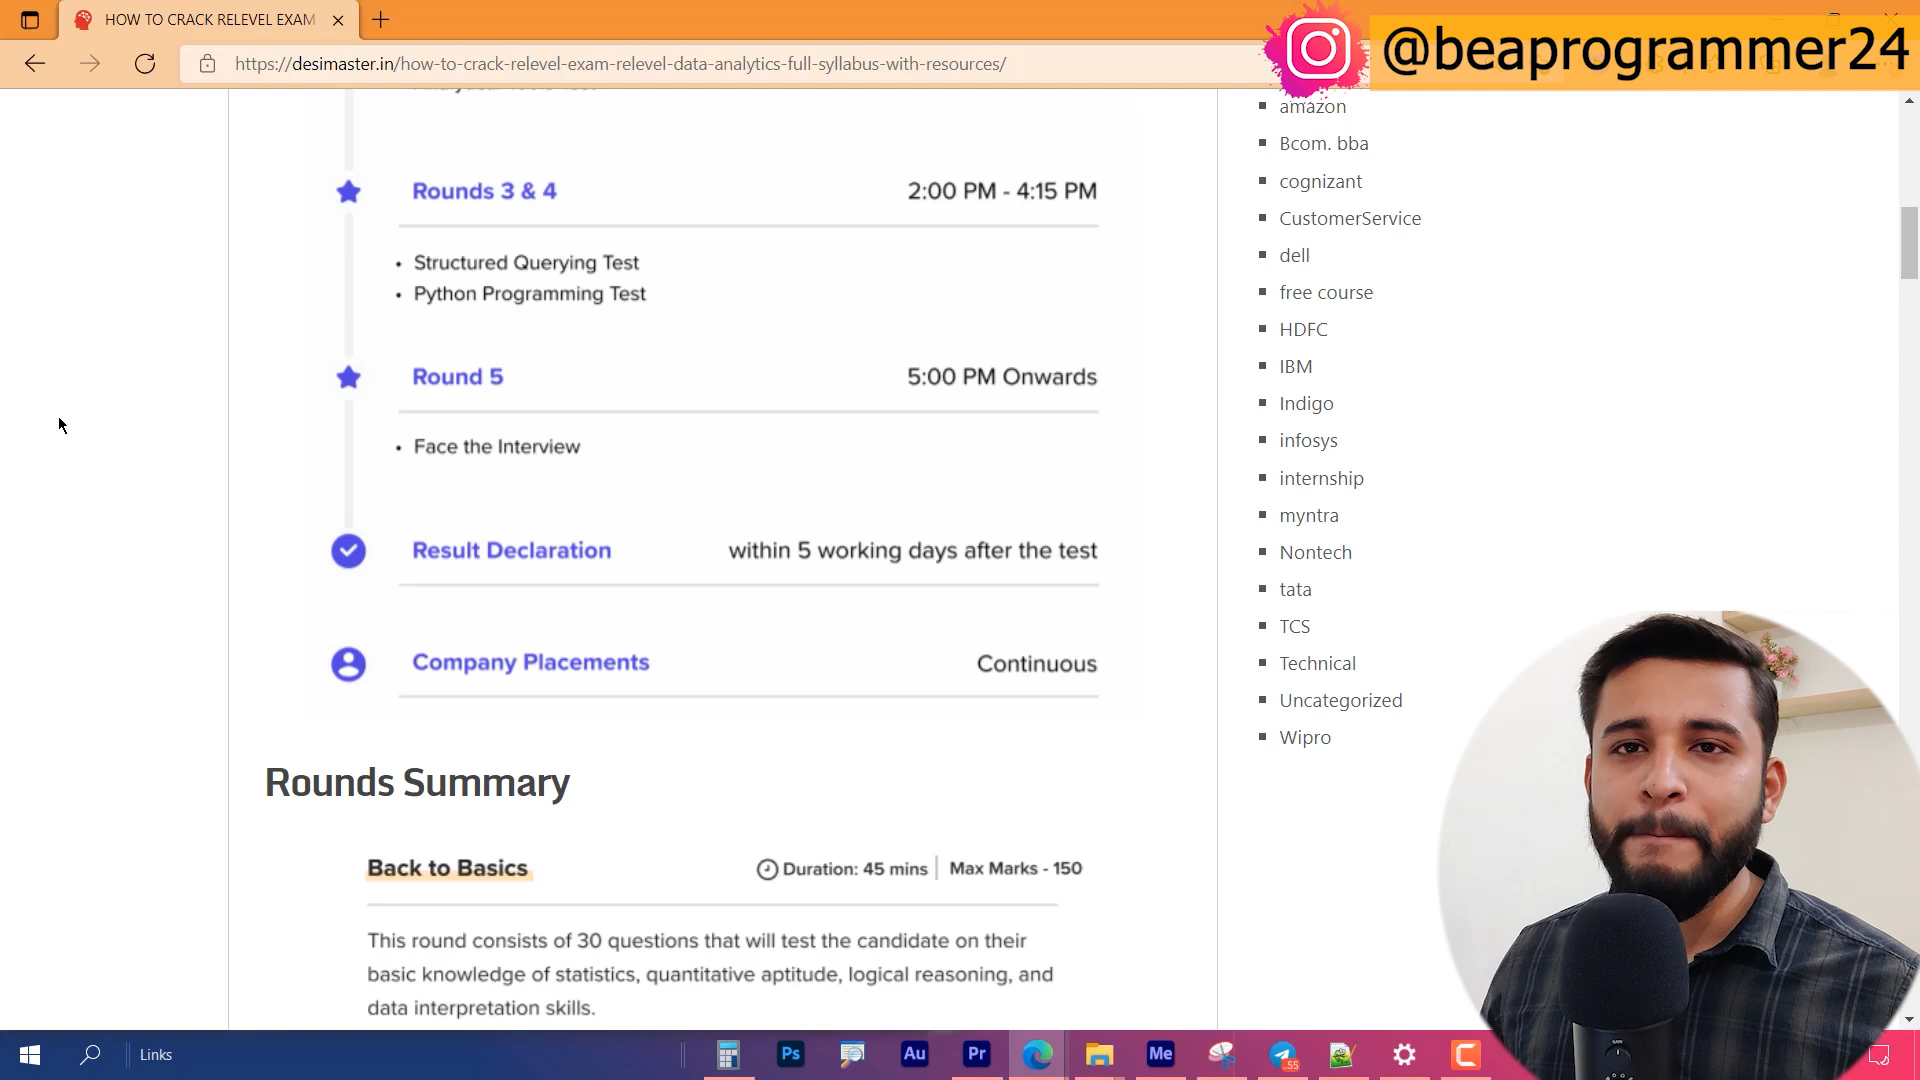 HOW TO CRACK RELEVEL EXAM
@beaprogrammer24
https://desimaster.in/how-to-crack-relevel-exam-relevel-data-analytics-full-syllabus-with-resources/
Rounds 3 & 4 2:00 PM - 4:15 PM
• Structured Querying Test
• Python Programming Test
Round 5 5:00 PM Onwards
• Face the Interview
Result Declaration within 5 working days after the test
Company Placements Continuous
Rounds Summary
Back to Basics Duration: 45 mins | Max Marks - 150
This round consists of 30 questions that will test the candidate on their
basic knowledge of statistics, quantitative aptitude, logical reasoning, and
data interpretation skills.
amazon
Bcom. bba
cognizant
CustomerService
dell
free course
HDFC
IBM
Indigo
infosys
internship
myntra
Nontech
tata
TCS
Technical
Uncategorized
Wipro
Links
Ps
Au
Pr
Me
55